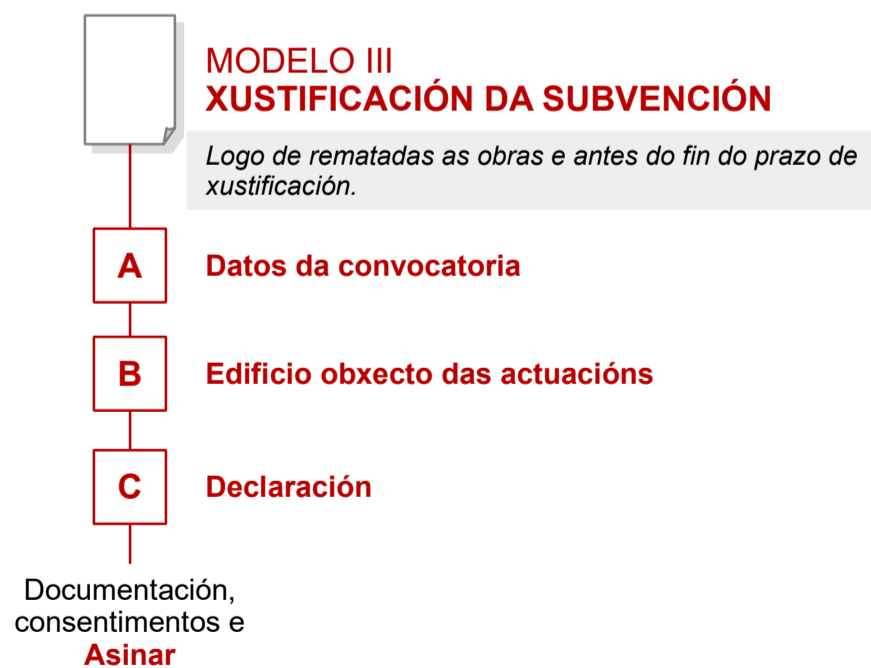 MODELO III
XUSTIFICACIÓN DA SUBVENCIÓN
Logo de rematadas as obras e antes do fin do prazo de
xustificación.
A
Datos da convocatoria
B
Edificio obxecto das actuacións
C
Declaración
Documentación,
consentimentos e
Asinar